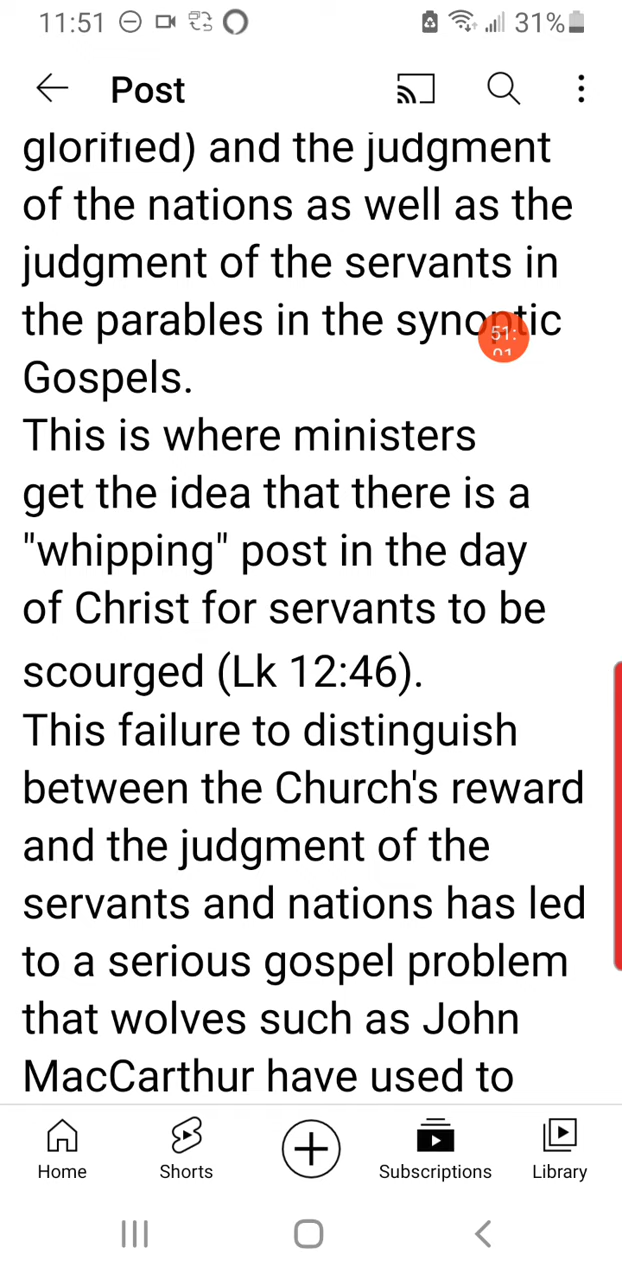 11:51 31%
Post
glorified) and the judgment
of the nations as well as the
judgment of the servants in
the parables in the synoptic
51:
01
Gospels.
This is where ministers
get the idea that there is a
"whipping" post in the day
of Christ for servants to be
scourged (Lk 12:46).
This failure to distinguish
between the Church's reward
and the judgment of the
servants and nations has led
to a serious gospel problem
that wolves such as John
MacCarthur have used to
Home Shorts Subscriptions Library